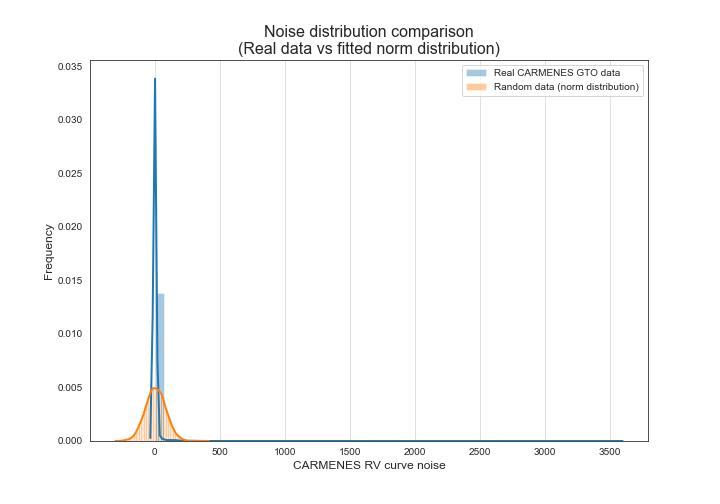 Noise distribution comparison
(Real data vs fitted norm distribution)
Real CARMENES GTO data
Random data (norm distribution)
Frequency
0.035
0.030
0.025
0.020
0.015
0.010
0.005
0.000
0
500
1000
1500
2000
2500
3000
3500
CARMENES RV curve noise